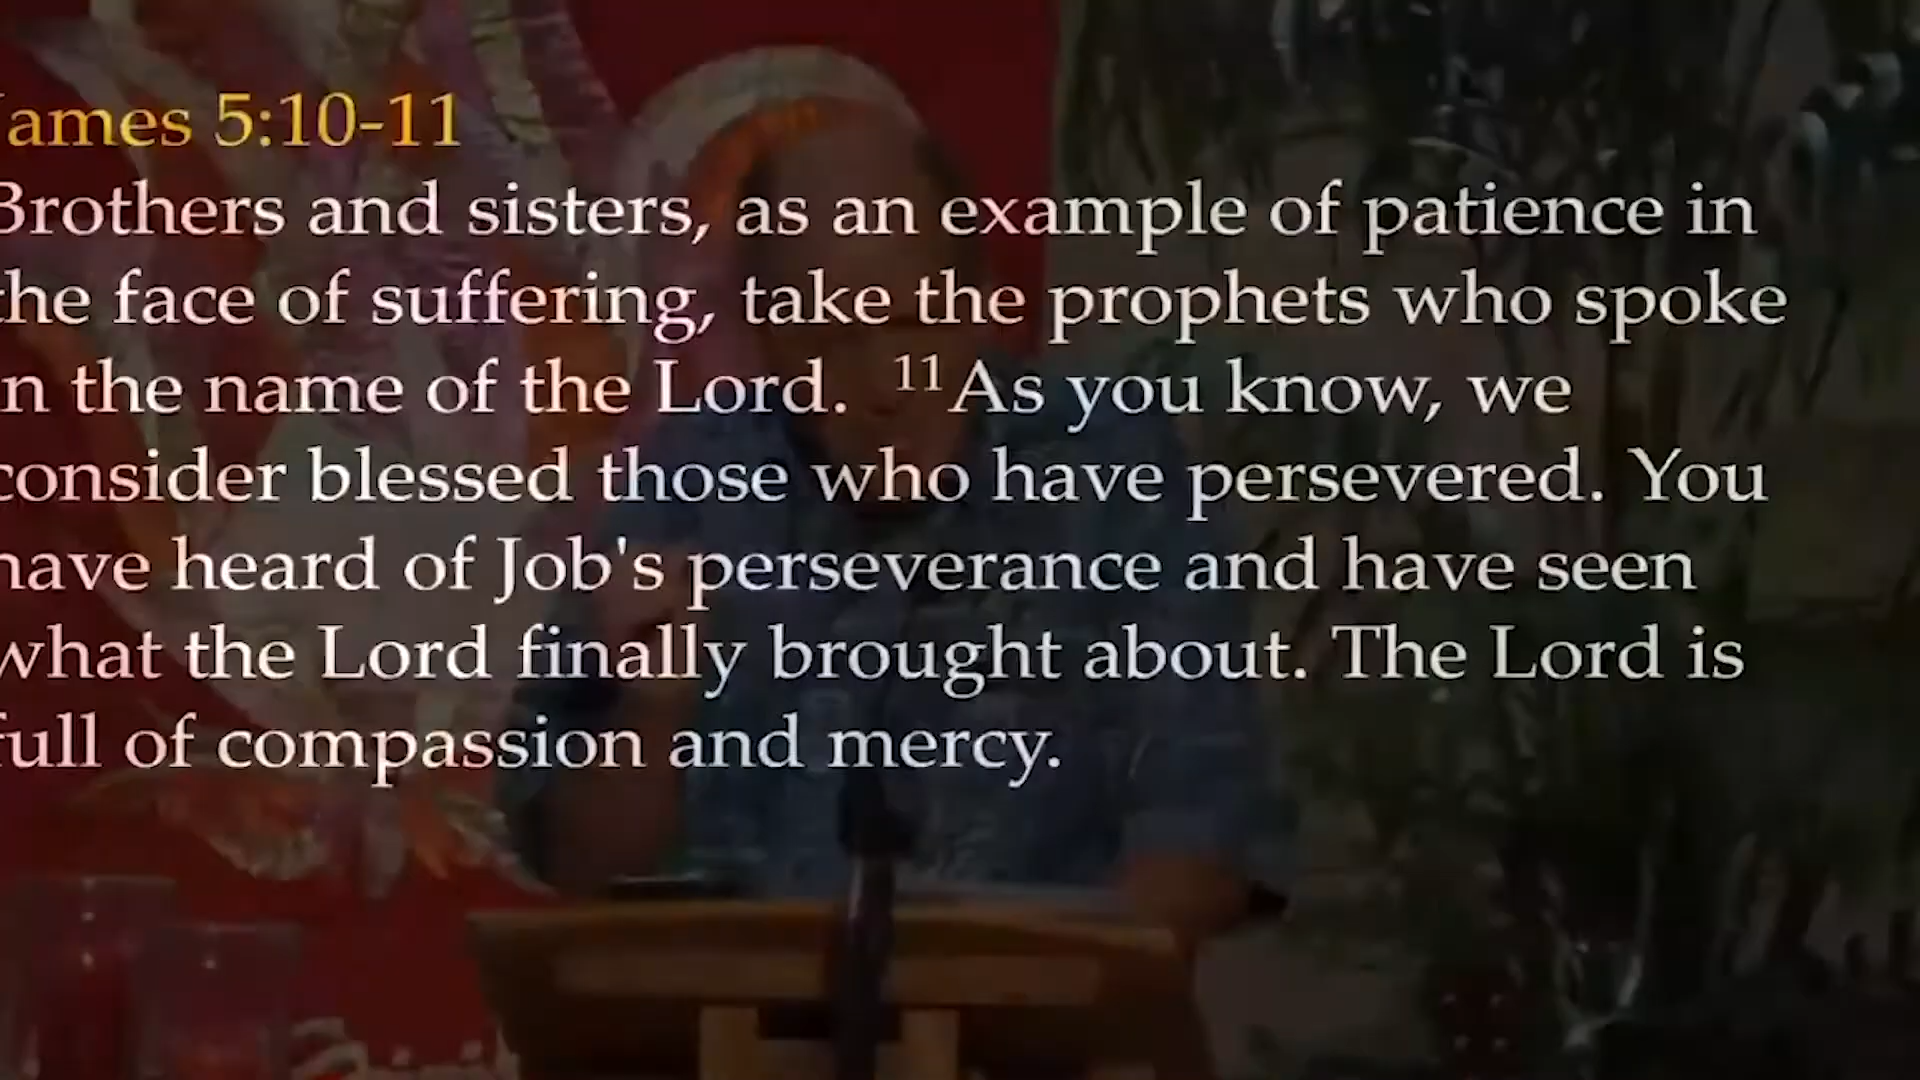 James 5:10-11
Brothers and sisters, as an example of patience in
the face of suffering, take the prophets who spoke
in the name of the Lord. ¹¹As you know, we
consider blessed those who have persevered. You
have heard of Job's perseverance and have seen
what the Lord finally brought about. The Lord is
full of compassion and mercy.